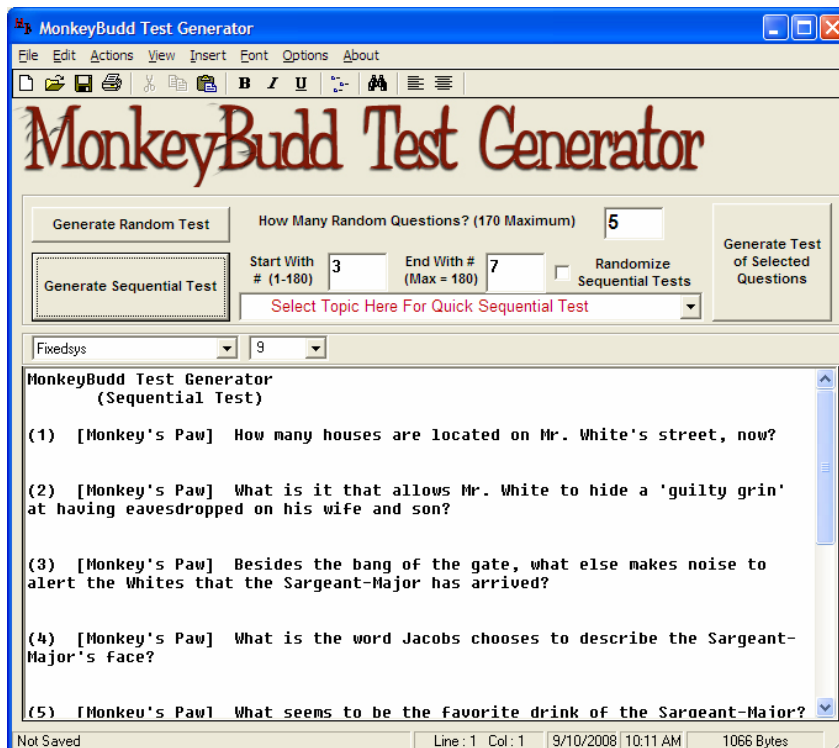 MonkeyBudd Test Generator
File Edit Actions View Insert Font Options About
B I U
MonkeyBudd Test Generator
Generate Random Test
How Many Random Questions? (170 Maximum)
5
Generate Sequential Test
Start With
# (1-180)
3
End With #
(Max = 180)
7
Randomize
Sequential Tests
Select Topic Here For Quick Sequential Test
Generate Test
of Selected
Questions
Fixedsys
9
MonkeyBudd Test Generator
(Sequential Test)
(1) [Monkey's Paw] How many houses are located on Mr. White's street, now?
(2) [Monkey's Paw] What is it that allows Mr. White to hide a 'guilty grin'
at having eavesdropped on his wife and son?
(3) [Monkey's Paw] Besides the bang of the gate, what else makes noise to
alert the Whites that the Sargeant-Major has arrived?
(4) [Monkey's Paw] What is the word Jacobs chooses to describe the Sargeant-
Major's face?
(5) [Monkey's Paw] What seems to be the favorite drink of the Sargeant-Major?
Not Saved
Line : 1 Col : 1
9/10/2008
10:11 AM
1066 Bytes